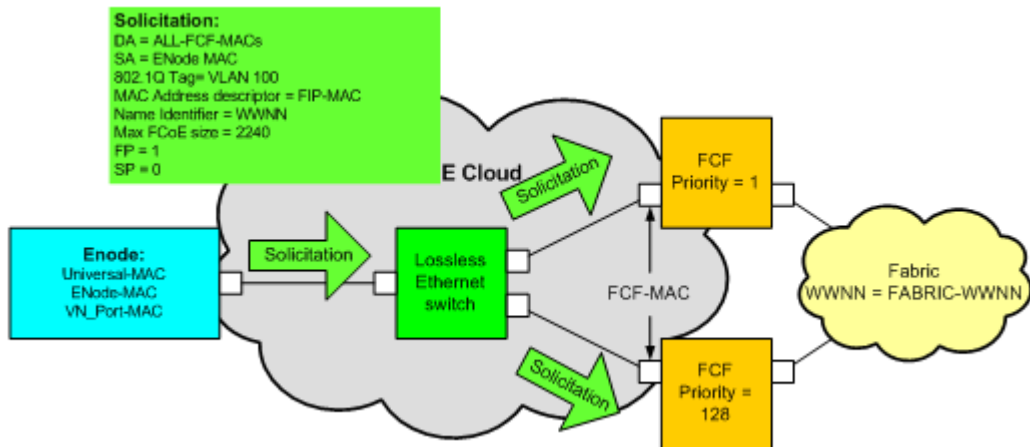 Solicitation:
DA = ALL-FCF-MACs
SA = ENode MAC
802.1Q Tag= VLAN 100
MAC Address descriptor = FIP-MAC
Name Identifier = WWNN
Max FCoE size = 2240
FP = 1
SP = 0
E Cloud
Solicitation
FCF
Priority = 1
Enode:
Universal-MAC
ENode-MAC
VN_Port-MAC
Solicitation
Lossless
Ethernet
switch
FCF-MAC
Fabric
WWNN = FABRIC-WWNN
Solicitation
FCF
Priority =
128